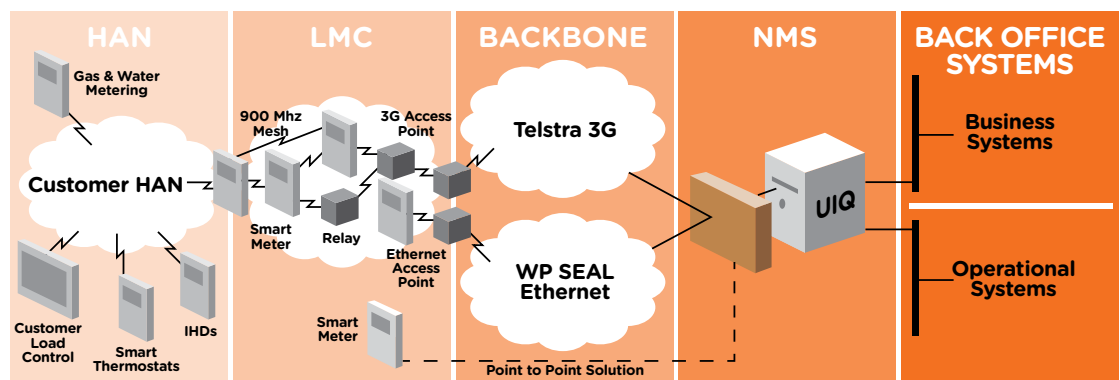 HAN
LMC
BACKBONE
NMS
BACK OFFICE
SYSTEMS
Gas & Water
Metering
Customer HAN
Customer
Load
Control
Smart
Thermostats
IHDs
900 Mhz
Mesh
3G Access
Point
Smart
Meter
Relay
Ethernet
Access
Point
Smart
Meter
Telstra 3G
WP SEAL
Ethernet
Point to Point Solution
UIQ
Business
Systems
Operational
Systems